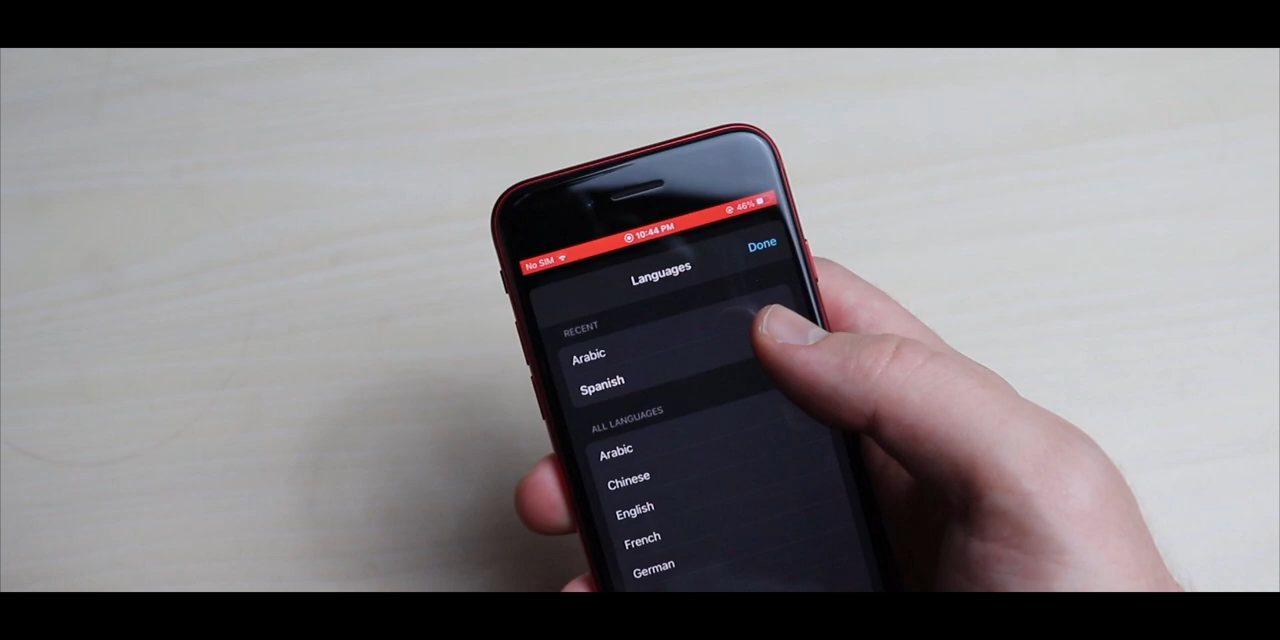 No SIM 10:44 PM 46%
Languages Done
RECENT
Arabic
Spanish
ALL LANGUAGES
Arabic
Chinese
English
French
German